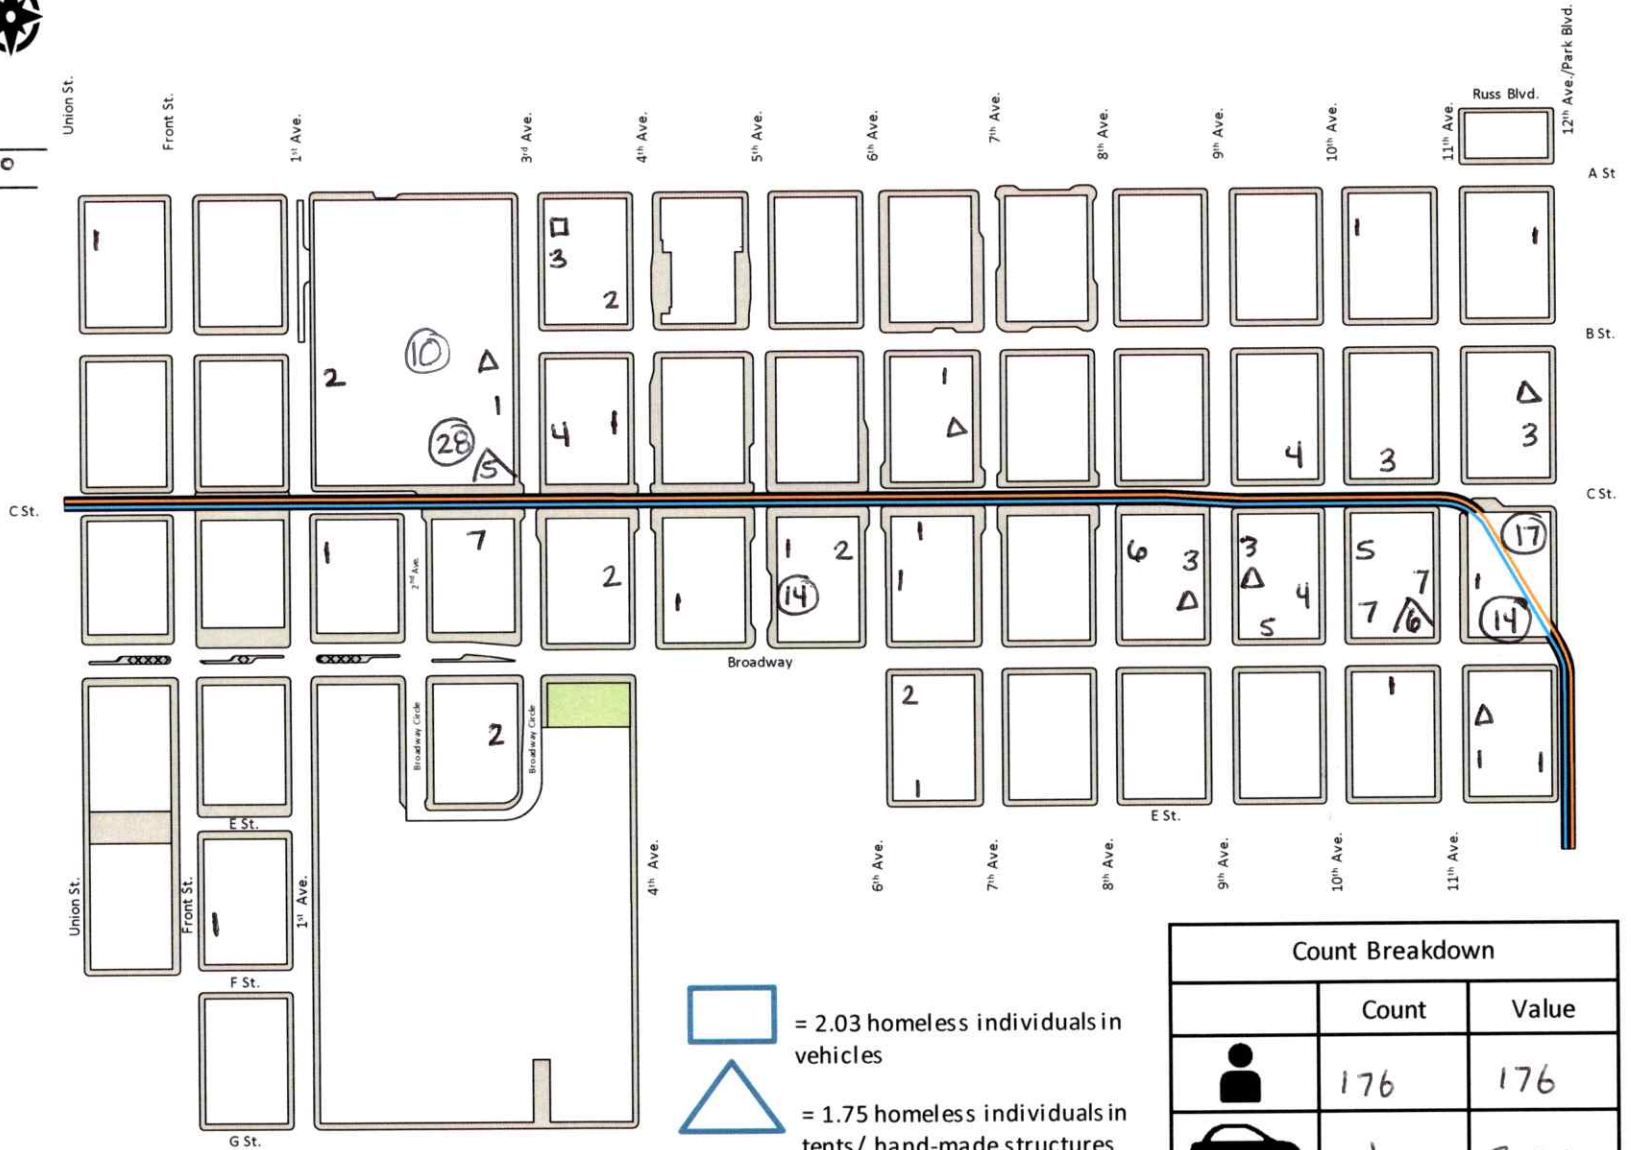 Union St.
Front St.
1st Ave.
3rd Ave.
4th Ave.
5th Ave.
6th Ave.
7th Ave.
8th Ave.
9th Ave.
10th Ave.
11th Ave.
12th Ave./Park Blvd.
Russ Blvd.
A St
1
3
2
1
1
B St.
2
10
1
28
5
4
1
1
4
3
3
C St.
C St.
1
2nd Ave.
7
2
1
1
2
14
1
1
6
3
3
4
5
5
7
7
6
17
1
14
Broadway
Broadway Circle
2
Broadway Circle
2
1
1
1
1
E St.
E St.
Union St.
Front St.
1
1st Ave.
4th Ave.
6th Ave.
7th Ave.
8th Ave.
9th Ave.
10th Ave.
11th Ave.
F St.
G St.
= 2.03 homeless individuals in
vehicles
= 1.75 homeless individuals in
tents/ hand-made structures
Count Breakdown
Count Value
176 176